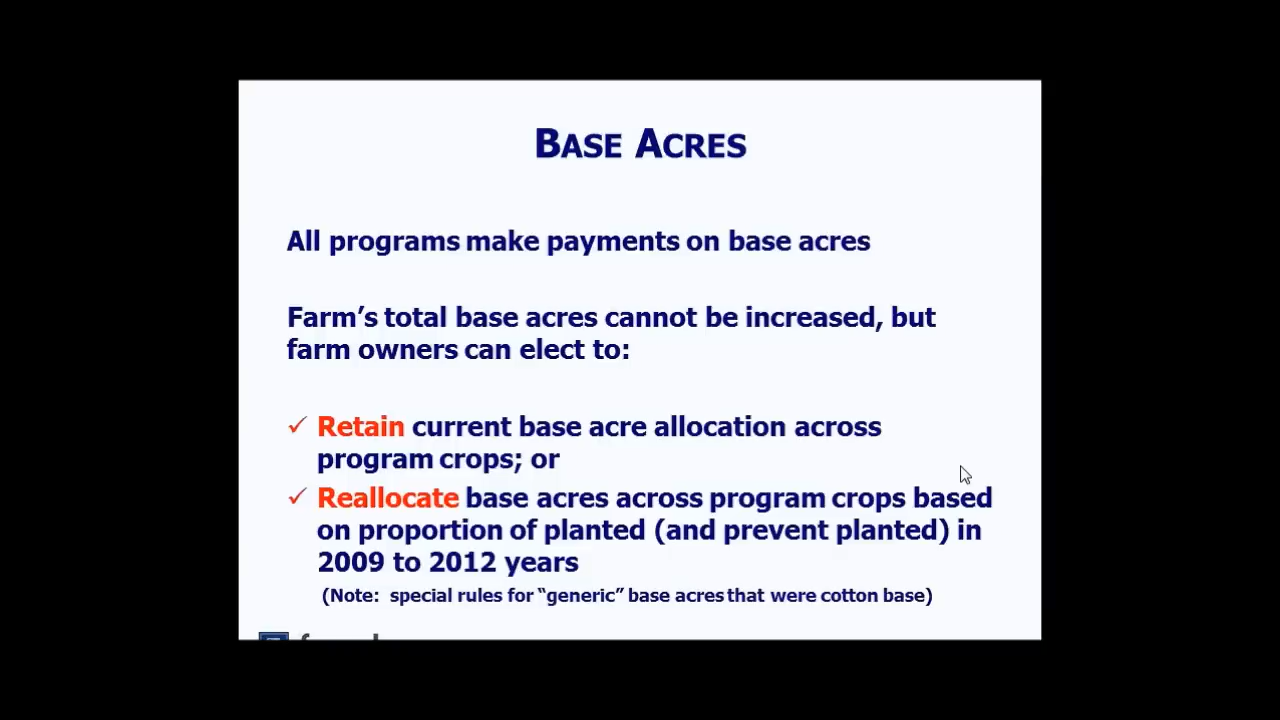 BASE ACRES
All programs make payments on base acres
Farm’s total base acres cannot be increased, but
farm owners can elect to:
✓ Retain current base acre allocation across
program crops; or
✓ Reallocate base acres across program crops based
on proportion of planted (and prevent planted) in
2009 to 2012 years
(Note: special rules for “generic” base acres that were cotton base)